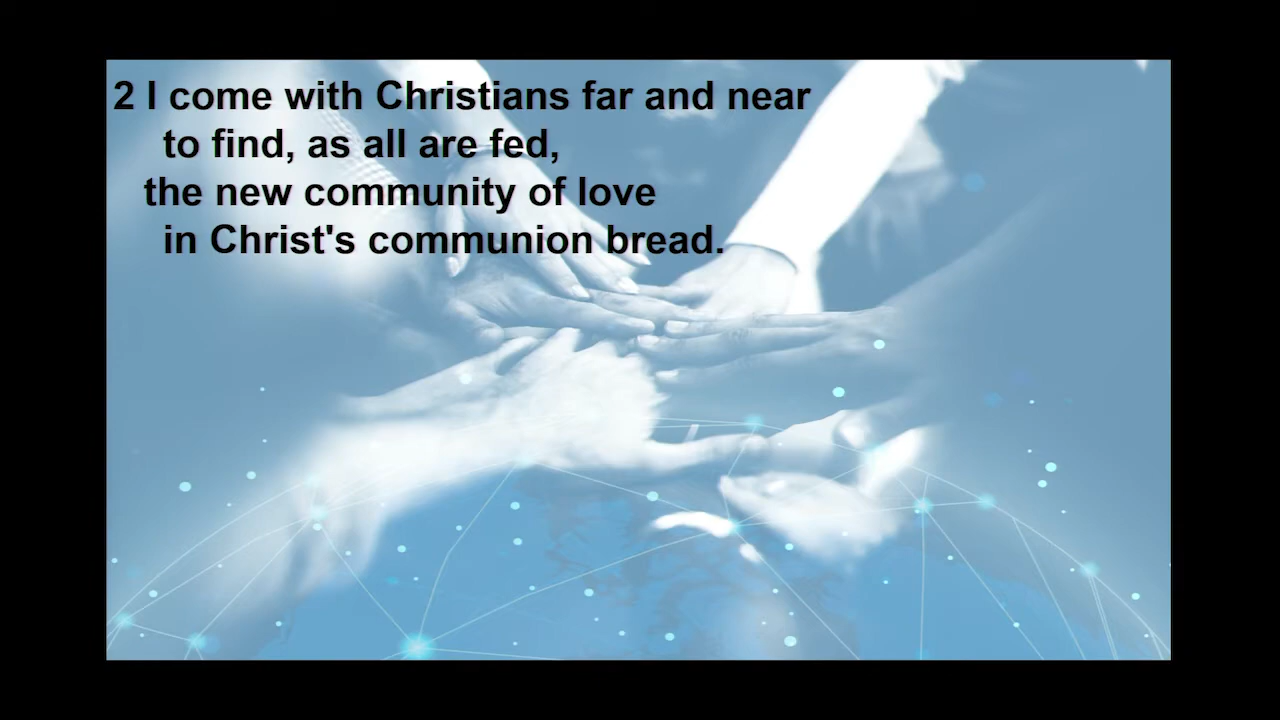 2 I come with Christians far and near
to find, as all are fed,
the new community of love
in Christ's communion bread.